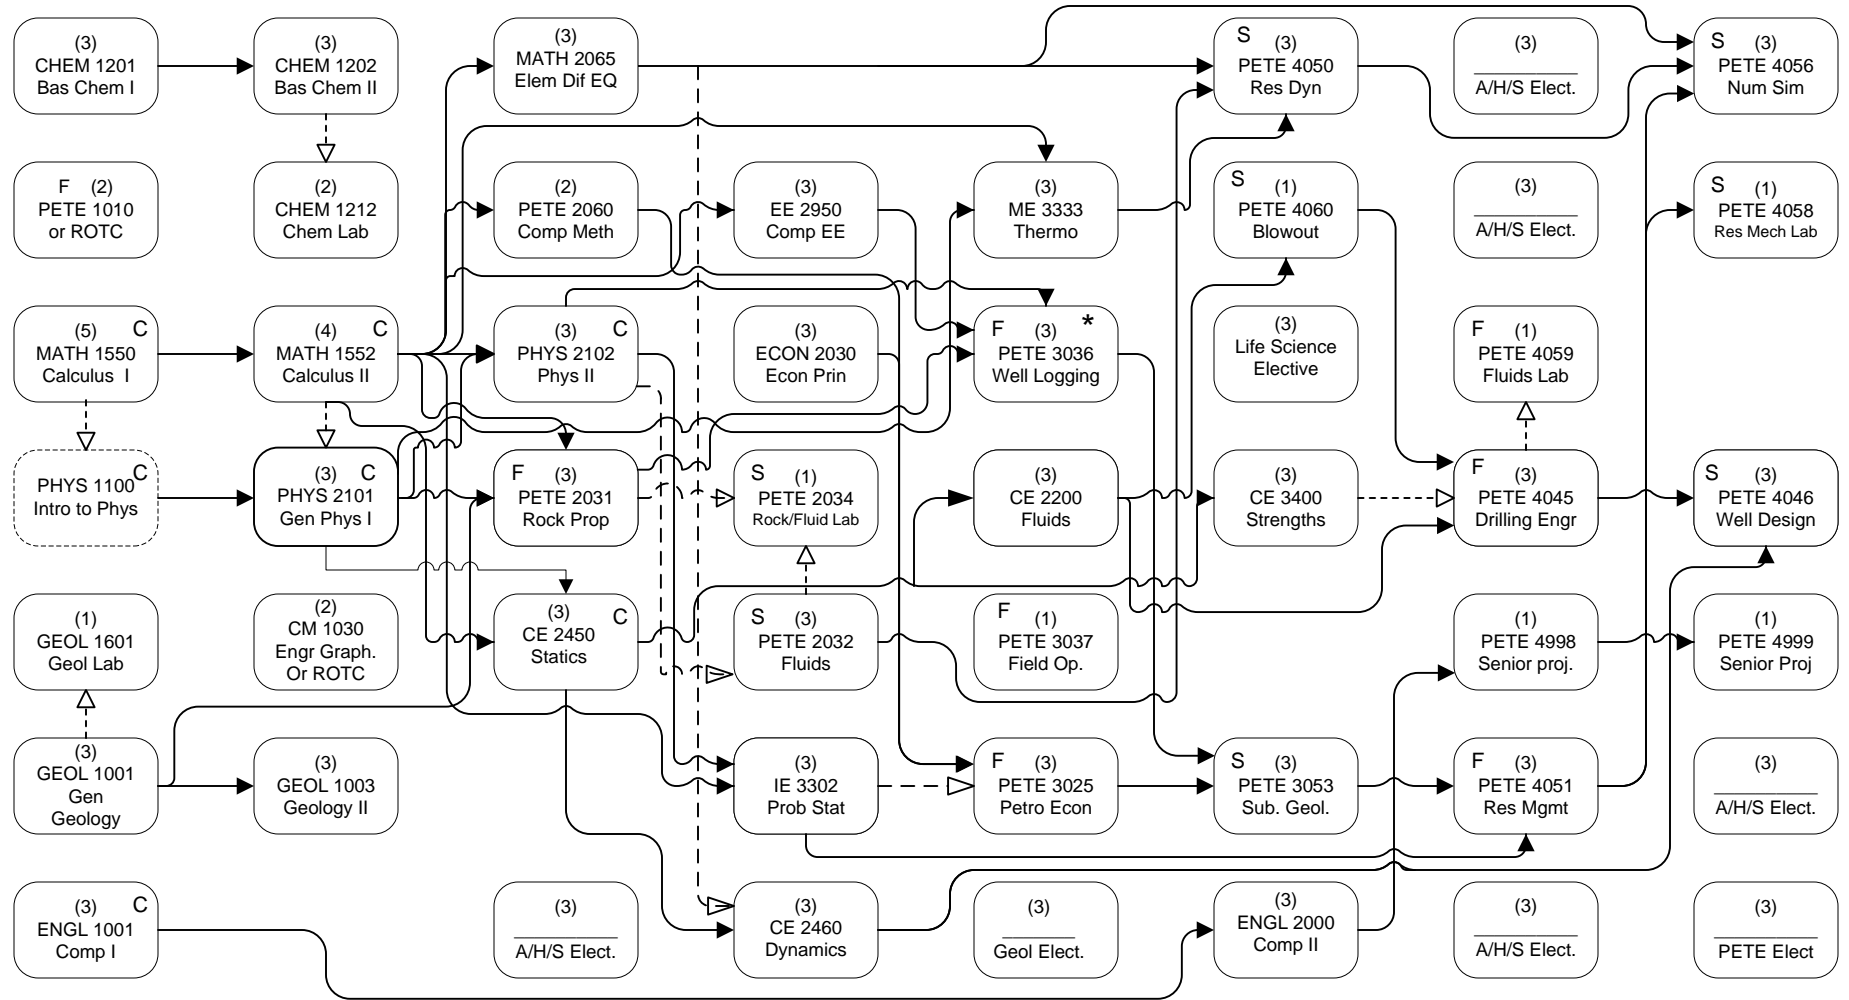 (3)
CHEM 1201
Bas Chem I
(3)
CHEM 1202
Bas Chem II
(3)
MATH 2065
Elem Dif EQ
S (3)
PETE 4050
Res Dyn
(3)
A/H/S Elect.
S (3)
PETE 4056
Num Sim
F (2)
PETE 1010
or ROTC
(2)
CHEM 1212
Chem Lab
(2)
PETE 2060
Comp Meth
(3)
EE 2950
Comp EE
(3)
ME 3333
Thermo
S (1)
PETE 4060
Blowout
(3)
A/H/S Elect.
S (1)
PETE 4058
Res Mech Lab
(5) C
MATH 1550
Calculus I
(4) C
MATH 1552
Calculus II
(3) C
PHYS 2102
Phys II
(3)
ECON 2030
Econ Prin
F (3) *
PETE 3036
Well Logging
(3)
Life Science
Elective
F (1)
PETE 4059
Fluids Lab
C
PHYS 1100
Intro to Phys
(3) C
PHYS 2101
Gen Phys I
F (3)
PETE 2031
Rock Prop
S (1)
PETE 2034
Rock/Fluid Lab
(3)
CE 2200
Fluids
(3)
CE 3400
Strengths
F (3)
PETE 4045
Drilling Engr
S (3)
PETE 4046
Well Design
(1)
GEOL 1601
Geol Lab
(2)
CM 1030
Engr Graph.
Or ROTC
(3) C
CE 2450
Statics
S (3)
PETE 2032
Fluids
F (1)
PETE 3037
Field Op.
(1)
PETE 4998
Senior proj.
(1)
PETE 4999
Senior Proj
(3)
GEOL 1001
Gen
Geology
(3)
GEOL 1003
Geology II
(3)
IE 3302
Prob Stat
F (3)
PETE 3025
Petro Econ
S (3)
PETE 3053
Sub. Geol.
F (3)
PETE 4051
Res Mgmt
(3)
A/H/S Elect.
(3) C
ENGL 1001
Comp I
(3)
A/H/S Elect.
(3)
CE 2460
Dynamics
(3)
Geol Elect.
(3)
ENGL 2000
Comp II
(3)
A/H/S Elect.
(3)
PETE Elect